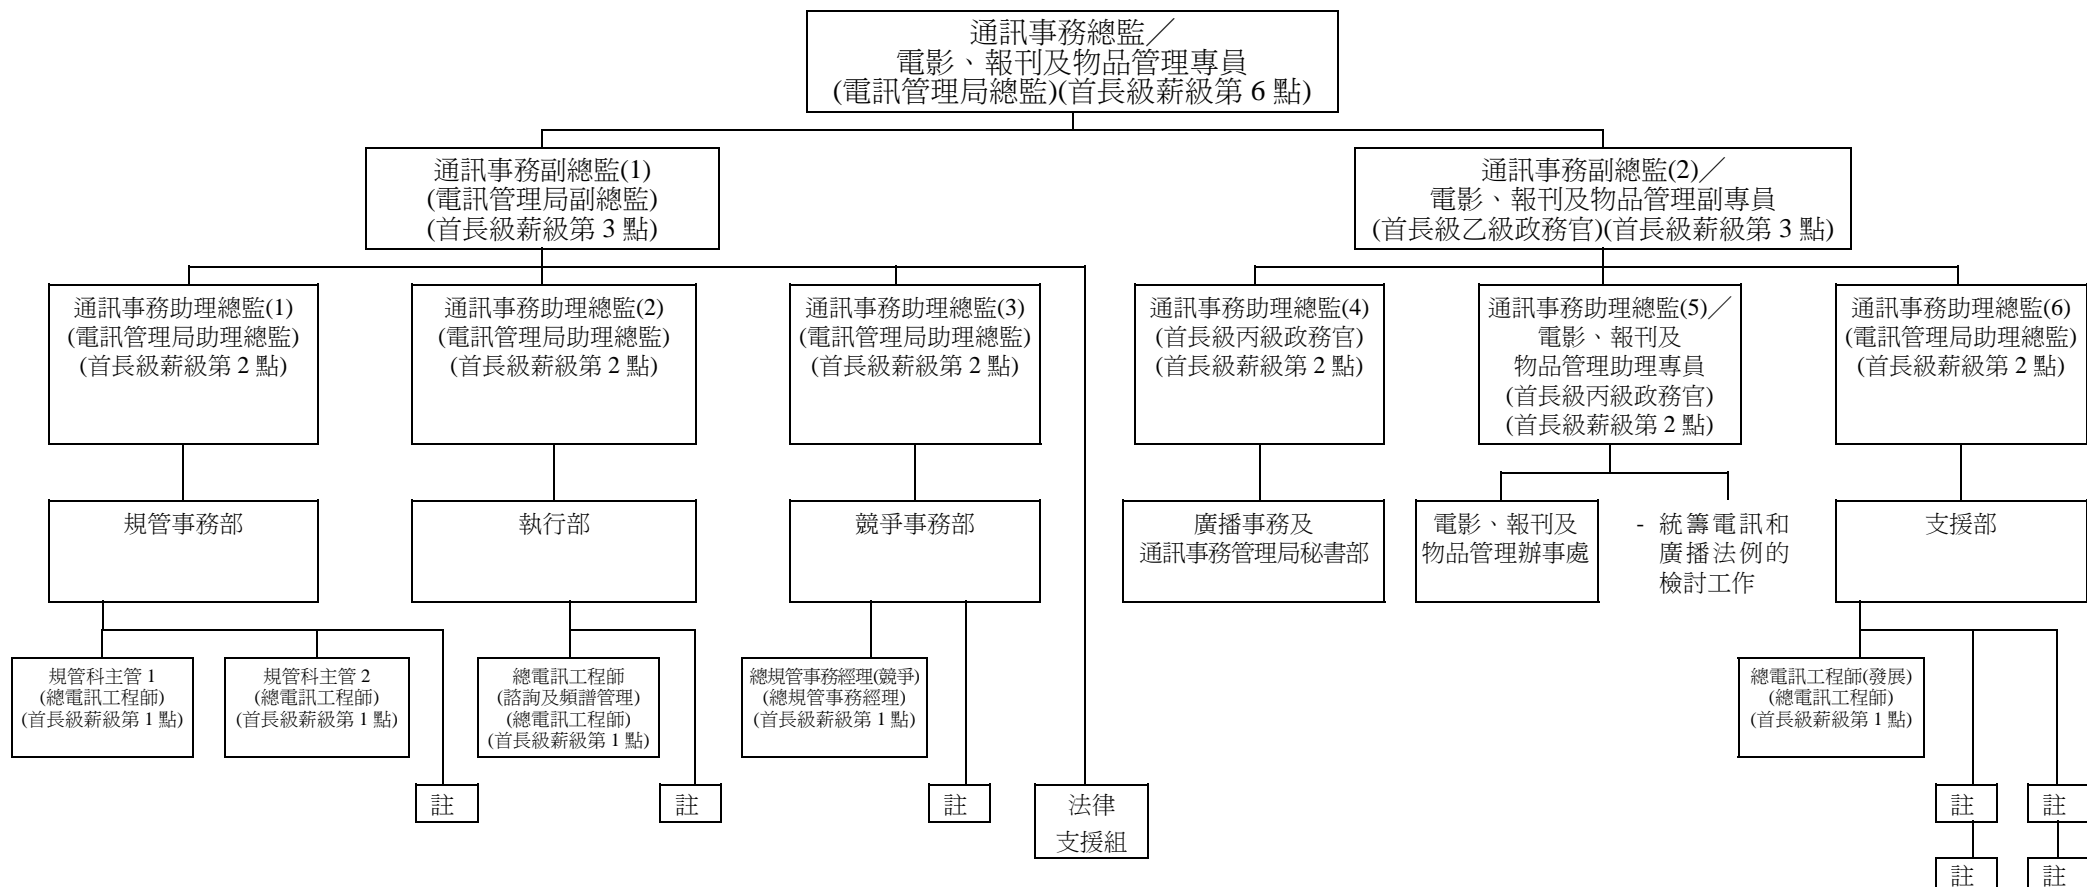 通訊事務總監／
電影、報刊及物品管理專員
(電訊管理局總監)(首長級薪級第 6 點)
通訊事務副總監(1)
(電訊管理局副總監)
(首長級薪級第 3 點)
通訊事務副總監(2)／
電影、報刊及物品管理副專員
(首長級乙級政務官)(首長級薪級第 3 點)
通訊事務助理總監(1)
(電訊管理局助理總監)
(首長級薪級第 2 點)
通訊事務助理總監(2)
(電訊管理局助理總監)
(首長級薪級第 2 點)
通訊事務助理總監(3)
(電訊管理局助理總監)
(首長級薪級第 2 點)
通訊事務助理總監(4)
(首長級丙級政務官)
(首長級薪級第 2 點)
通訊事務助理總監(5)／
電影、報刊及
物品管理助理專員
(首長級丙級政務官)
(首長級薪級第 2 點)
通訊事務助理總監(6)
(電訊管理局助理總監)
(首長級薪級第 2 點)
規管事務部
執行部
競爭事務部
廣播事務及
通訊事務管理局秘書部
電影、報刊及
物品管理辦事處
- 統籌電訊和
廣播法例的
檢討工作
支援部
規管科主管 1
(總電訊工程師)
(首長級薪級第 1 點)
規管科主管 2
(總電訊工程師)
(首長級薪級第 1 點)
總電訊工程師
(諮詢及頻譜管理)
(總電訊工程師)
(首長級薪級第 1 點)
總規管事務經理(競爭)
(總規管事務經理)
(首長級薪級第 1 點)
總電訊工程師(發展)
(總電訊工程師)
(首長級薪級第 1 點)
註
註
註
法律
支援組
註
註
註
註